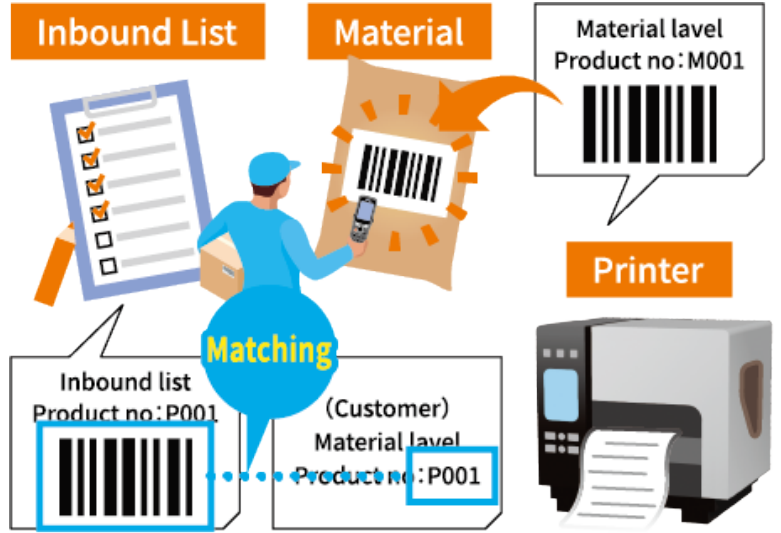 Inbound List
Material
Material lavel
Product no:M001
Printer
Matching
Inbound list
Product no:P001
(Customer)
Material lavel
Product no:P001